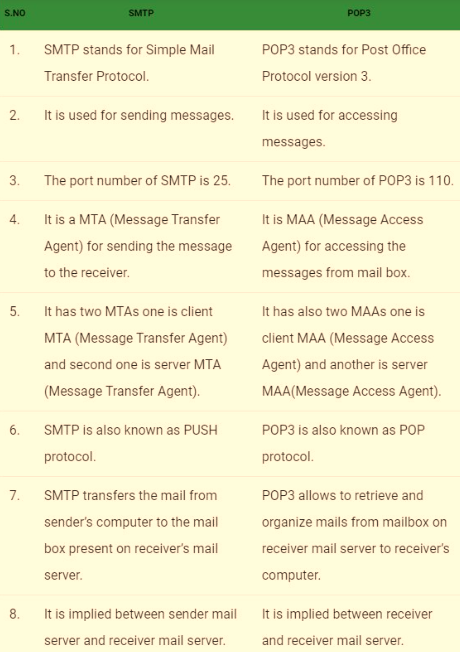 S.NO SMTP POP3
1. SMTP stands for Simple Mail POP3 stands for Post Office
Transfer Protocol. Protocol version 3.
2. It is used for sending messages. It is used for accessing
messages.
3. The port number of SMTP is 25. The port number of POP3 is 110.
4. It is a MTA (Message Transfer It is MAA (Message Access
Agent) for sending the message Agent) for accessing the
to the receiver. messages from mail box.
5. It has two MTAs one is client It has also two MAAs one is
MTA (Message Transfer Agent) client MAA (Message Access
and second one is server MTA Agent) and another is server
(Message Transfer Agent). MAA(Message Access Agent).
6. SMTP is also known as PUSH POP3 is also known as POP
protocol. protocol.
7. SMTP transfers the mail from POP3 allows to retrieve and
sender's computer to the mail organize mails from mailbox on
box present on receiver's mail receiver mail server to receiver's
server. computer.
8. It is implied between sender mail It is implied between receiver
server and receiver mail server. and receiver mail server.